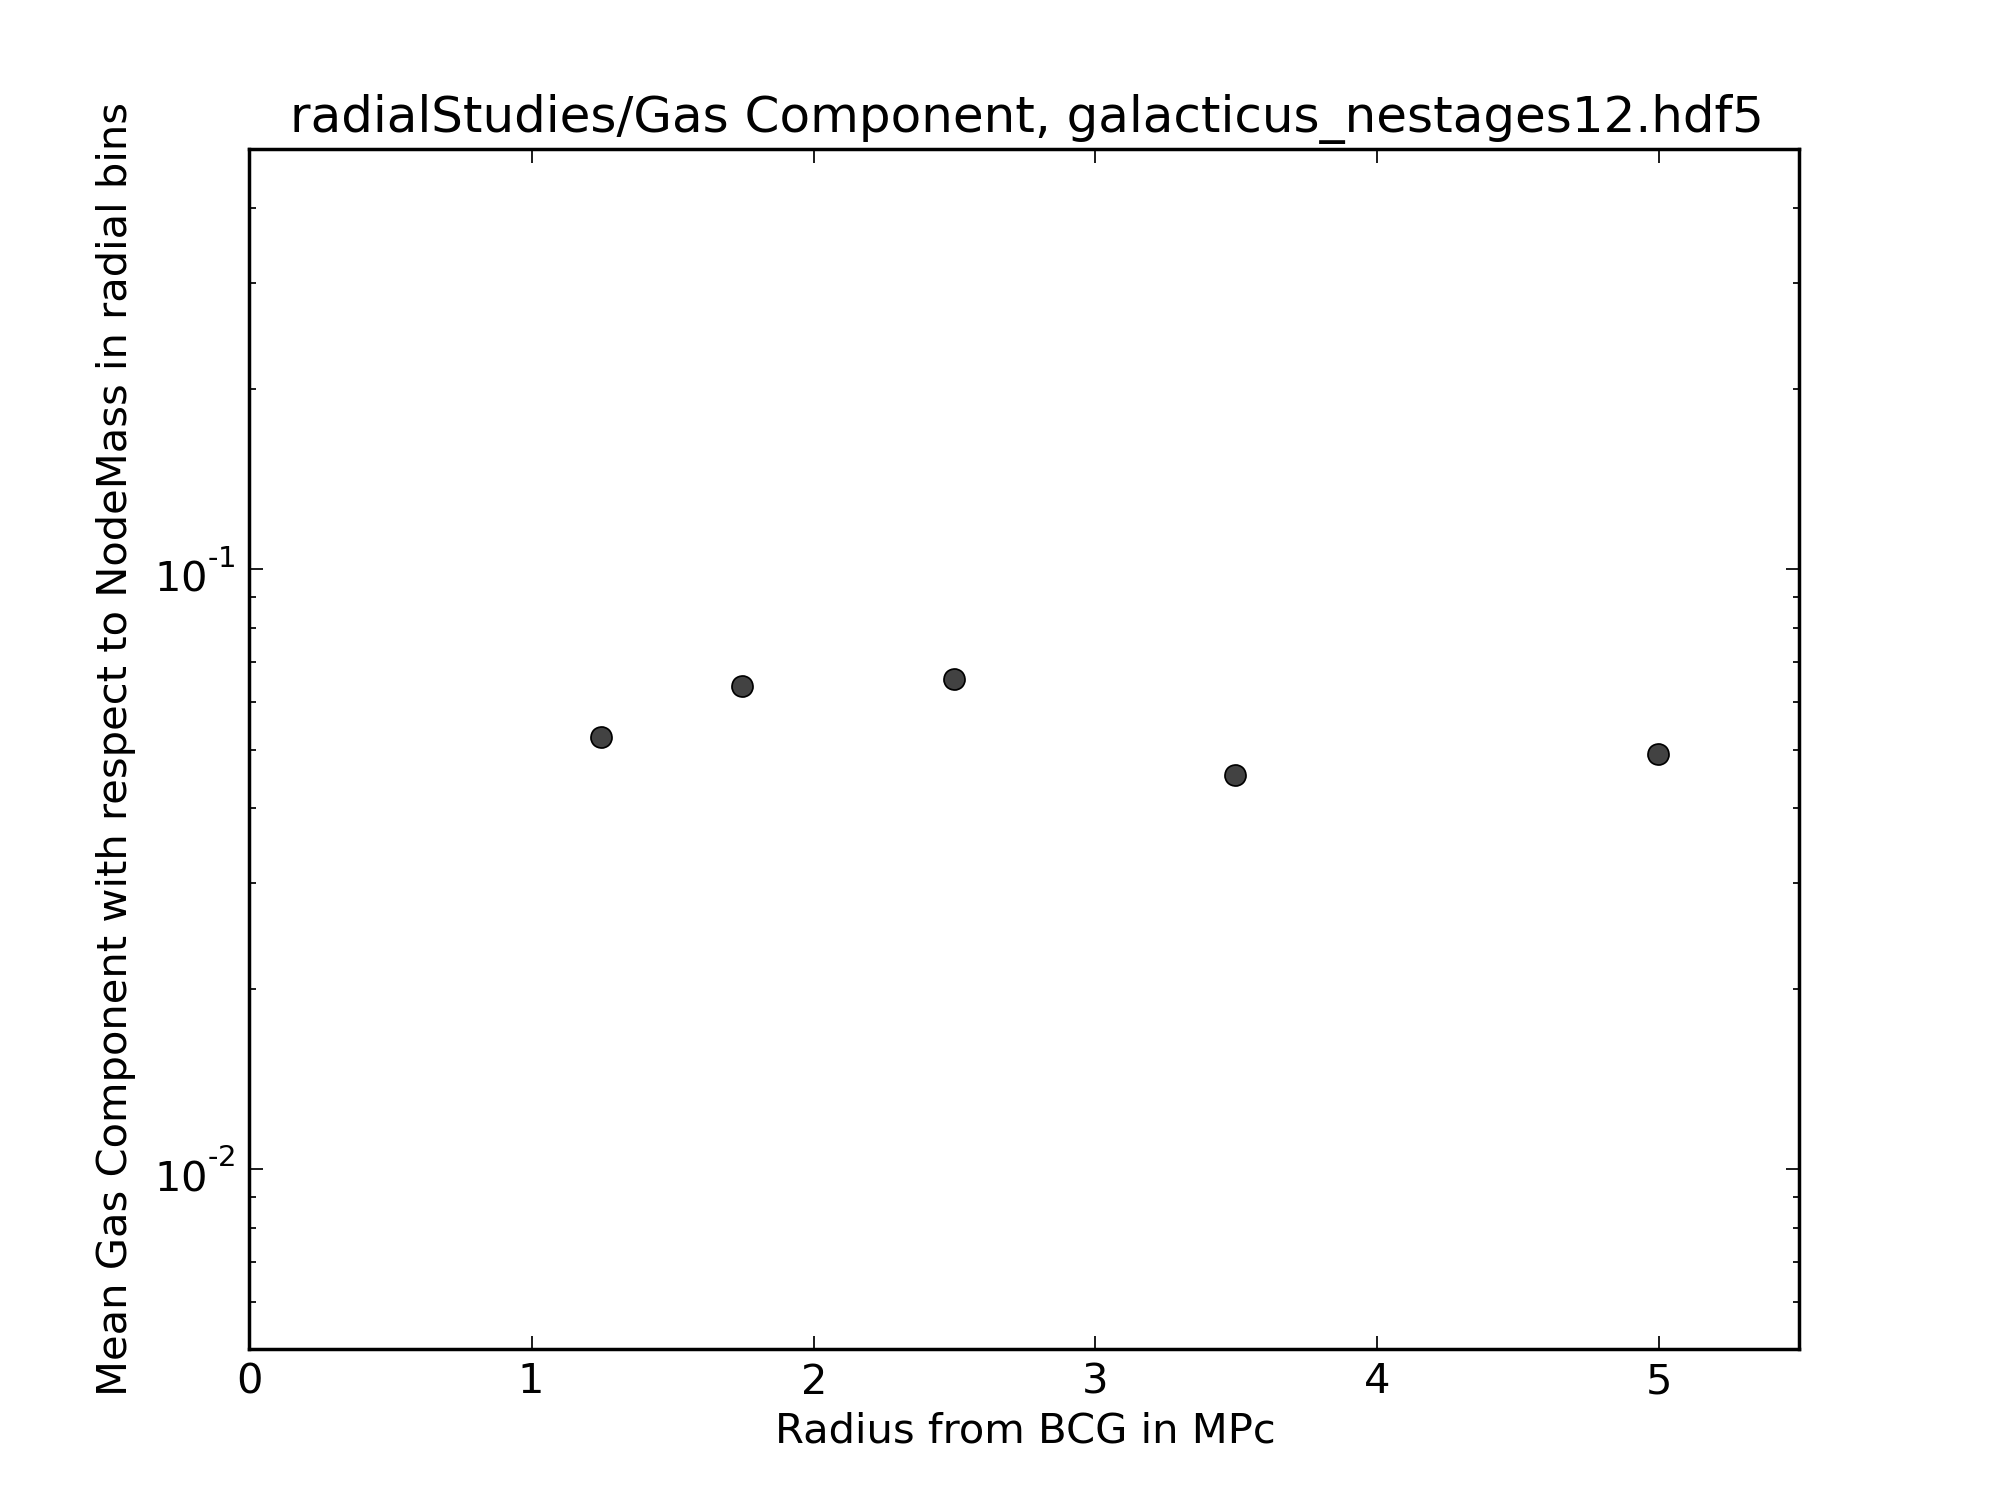 radialStudies/Gas Component, galacticus_nestages12.hdf5
Mean Gas Component with respect to NodeMass in radial bins
10^-1
10^-2
0 1 2 3 4 5
Radius from BCG in MPc